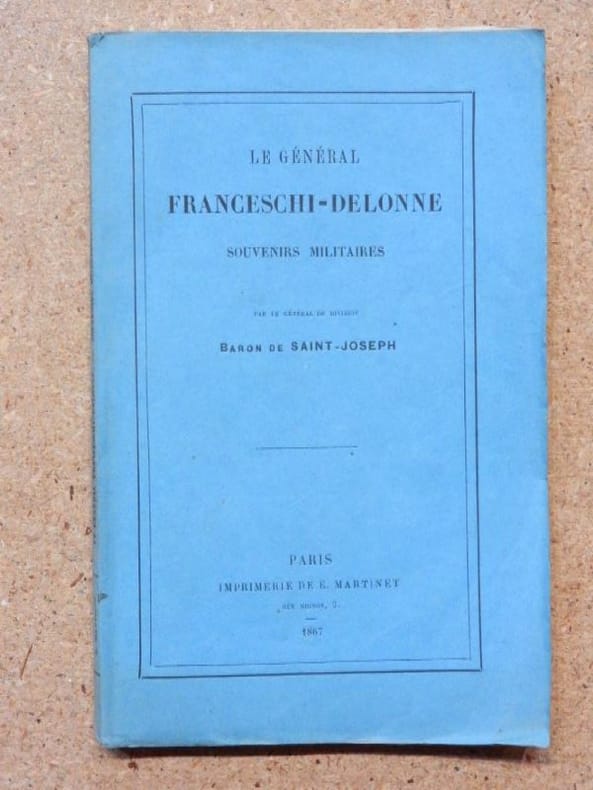 LE GÉNÉRAL
FRANCESCHI-DELONNE
SOUVENIRS MILITAIRES
PAR LE GÉNÉRAL DE DIVISION
BARON DE SAINT-JOSEPH
PARIS
IMPRIMERIE DE E. MARTINET
RUE MIGNON, 2.
1867